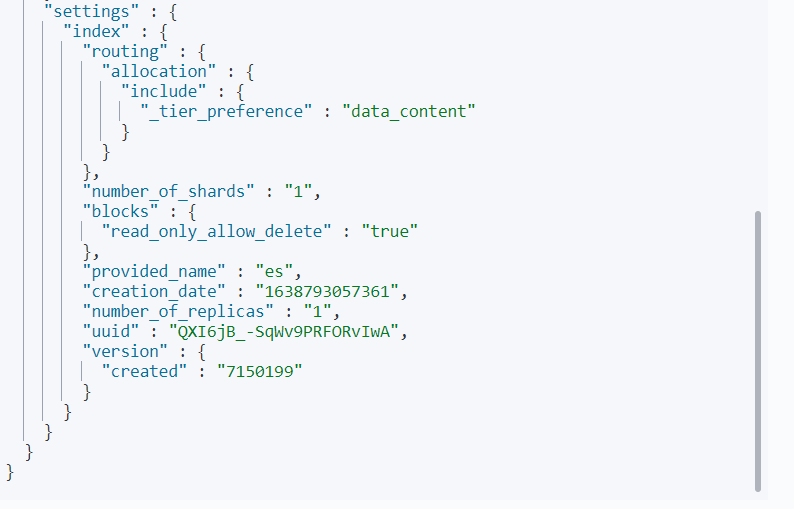 "settings" : {
"index" : {
"routing" : {
"allocation" : {
"include" : {
"_tier_preference" : "data_content"
}
}
},
"number_of_shards" : "1",
"blocks" : {
"read_only_allow_delete" : "true"
},
"provided_name" : "es",
"creation_date" : "1638793057361",
"number_of_replicas" : "1",
"uuid" : "QXI6jB_-SqWv9PRFORvIwA",
"version" : {
"created" : "7150199"
}
}
}
}
}